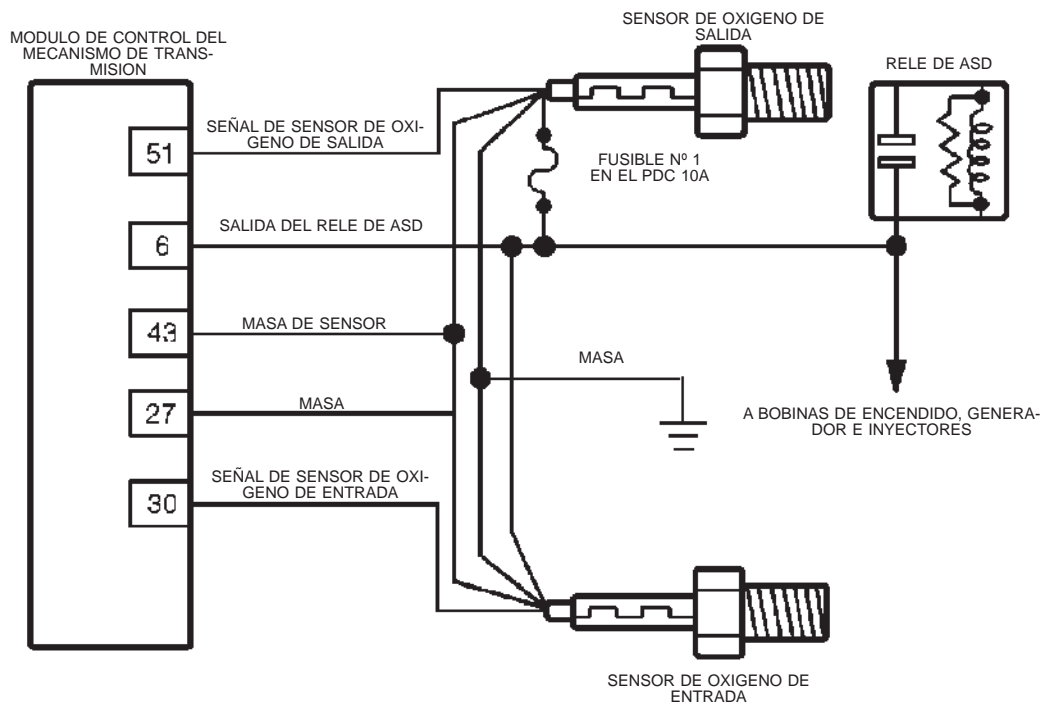 SENSOR DE OXIGENO DE
SALIDA
MODULO DE CONTROL DEL
MECANISMO DE TRANS-
MISION
RELE DE ASD
51
SEÑAL DE SENSOR DE OXI-
GENO DE SALIDA
FUSIBLE Nº 1
EN EL PDC 10A
6
SALIDA DEL RELE DE ASD
43
MASA DE SENSOR
MASA
27
MASA
A BOBINAS DE ENCENDIDO, GENERA-
DOR E INYECTORES
30
SEÑAL DE SENSOR DE OXI-
GENO DE ENTRADA
SENSOR DE OXIGENO DE
ENTRADA